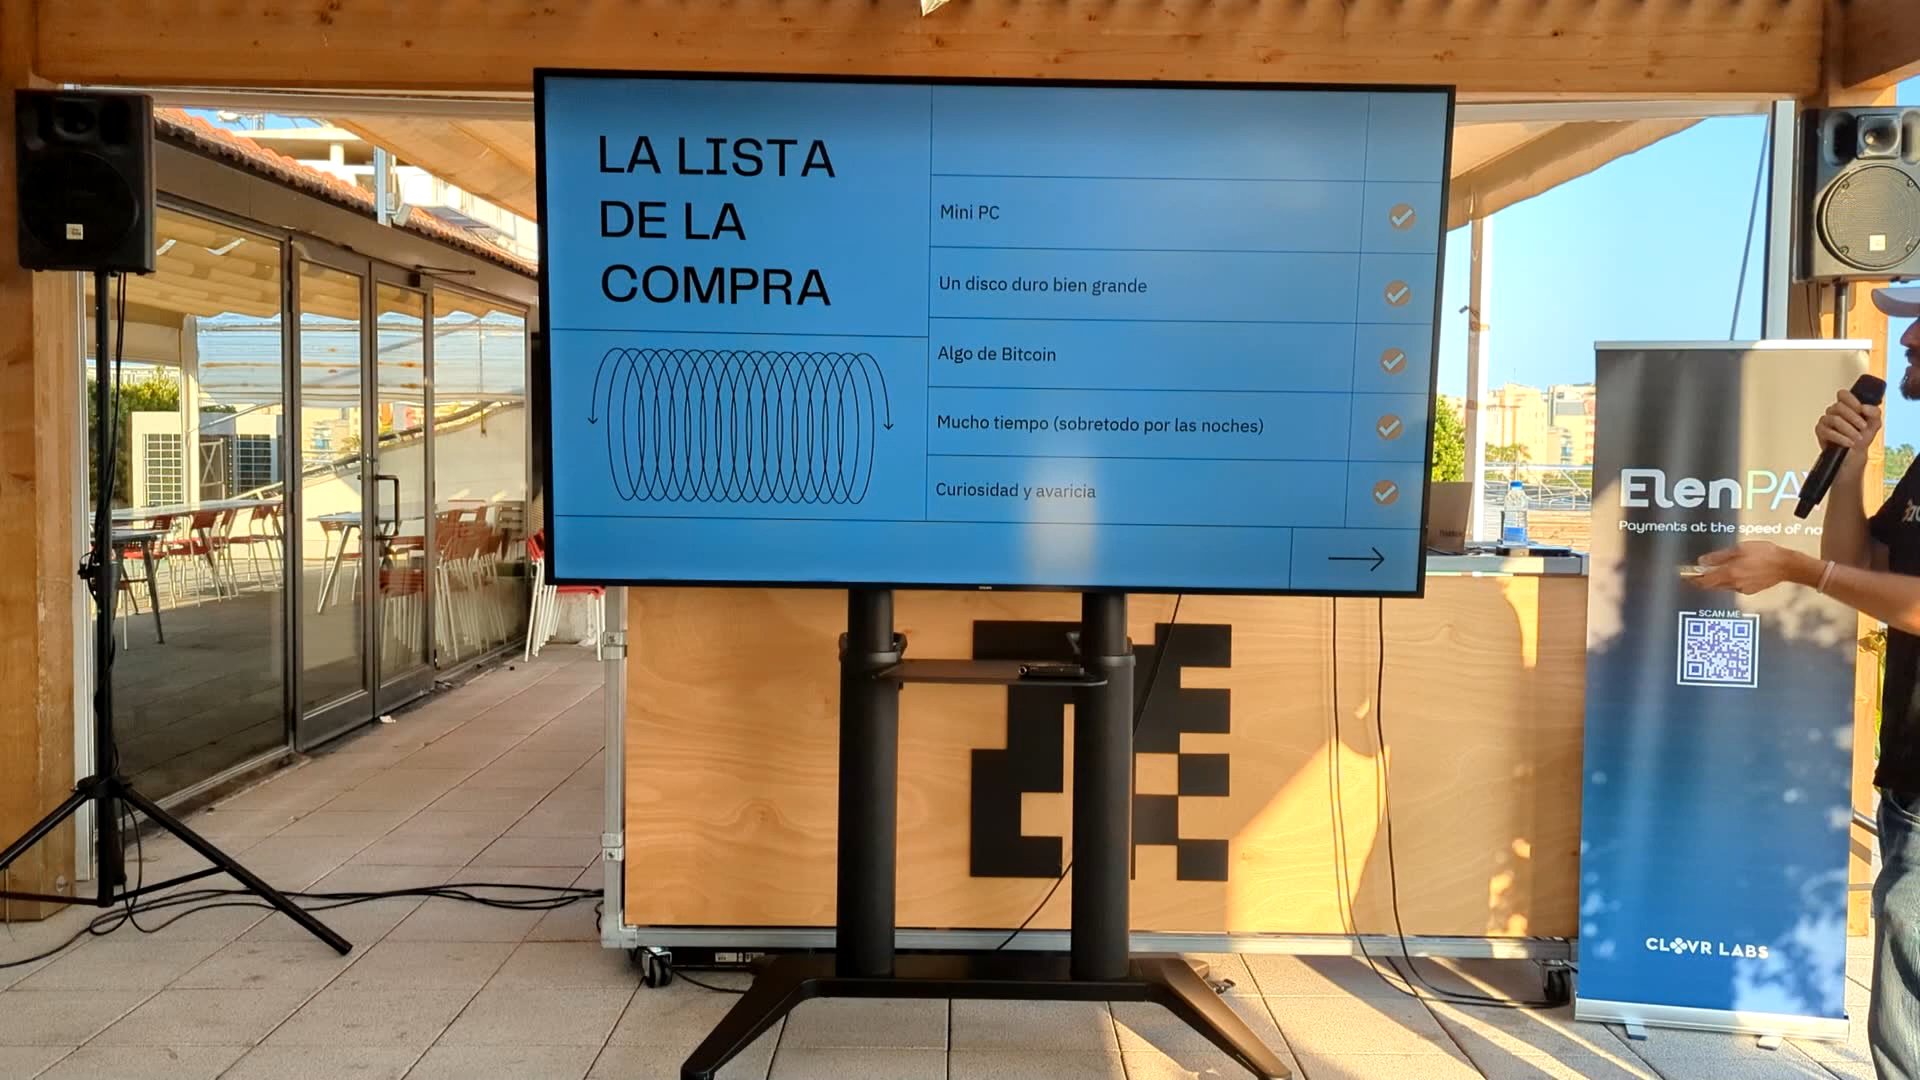 LA LISTA
DE LA
COMPRA
Mini PC
Un disco duro bien grande
Algo de Bitcoin
Mucho tiempo (sobretodo por las noches)
Curiosidad y avaricia
ElenPAY
Payments at the speed of
SCAN ME
CLOVR LABS